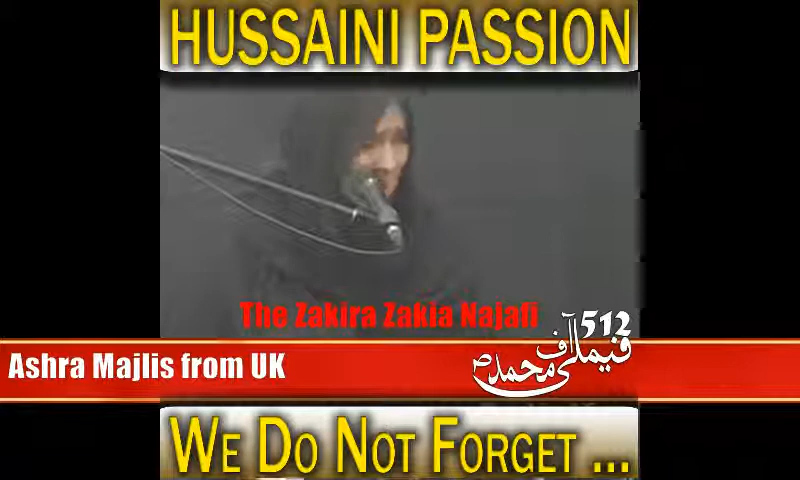 HUSSAINI PASSION
The Zakira Zakia Najafi
512
فیملی آف محمدؐ
Ashra Majlis from UK
WE DO NOT FORGET ...